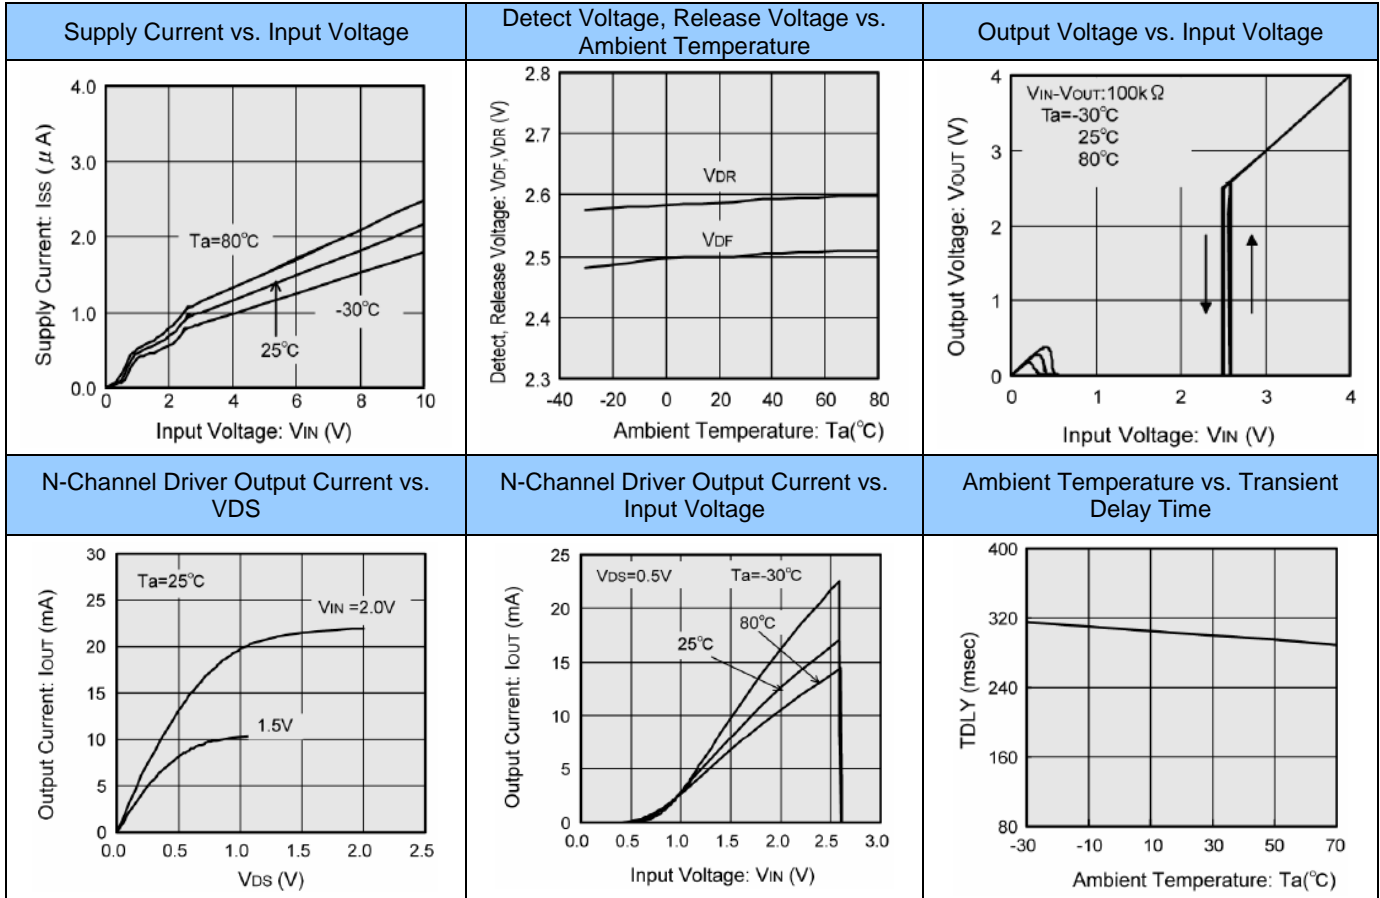 Supply Current vs. Input Voltage
Detect Voltage, Release Voltage vs.
Ambient Temperature
Output Voltage vs. Input Voltage
Supply Current: ISS (μA)
4.0
3.0
2.0
1.0
0.0
Ta=80℃
-30℃
25℃
0 2 4 6 8 10
Input Voltage: VIN (V)
Detect, Release Voltage: VDF,VDR (V)
2.8
2.7
2.6
2.5
2.4
2.3
VDR
VDF
-40 -20 0 20 40 60 80
Ambient Temperature: Ta(℃)
Output Voltage: VOUT (V)
4
3
2
1
0
VIN-VOUT:100kΩ
Ta=-30℃
25℃
80℃
0 1 2 3 4
Input Voltage: VIN (V)
N-Channel Driver Output Current vs.
VDS
N-Channel Driver Output Current vs.
Input Voltage
Ambient Temperature vs. Transient
Delay Time
Output Current: IOUT (mA)
30
25
20
15
10
5
0
Ta=25℃
VIN =2.0V
1.5V
0.0 0.5 1.0 1.5 2.0 2.5
VDS (V)
Output Current: IOUT (mA)
25
20
15
10
5
0
VDS=0.5V
Ta=-30℃
80℃
25℃
0.0 0.5 1.0 1.5 2.0 2.5 3.0
Input Voltage: VIN (V)
TDLY (msec)
400
320
240
160
80
-30 -10 10 30 50 70
Ambient Temperature: Ta(℃)